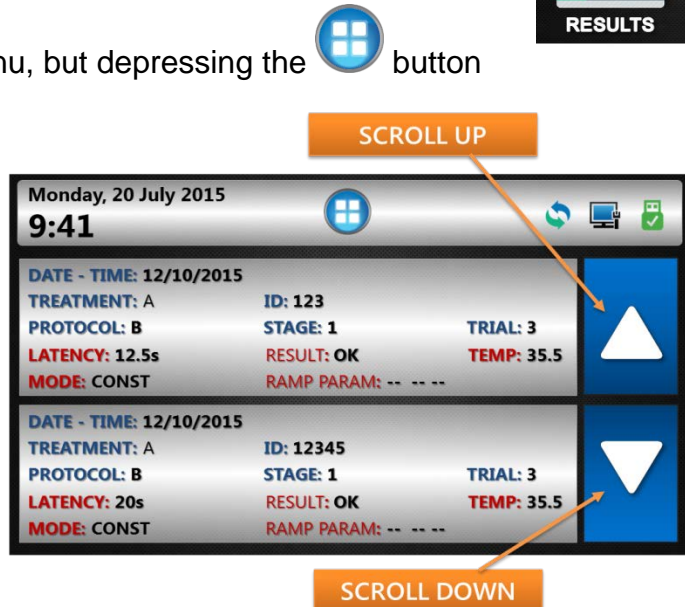 RESULTS
nu, but depressing the button
SCROLL UP
Monday, 20 July 2015
9:41
DATE - TIME: 12/10/2015
TREATMENT: A ID: 123
PROTOCOL: B STAGE: 1 TRIAL: 3
LATENCY: 12.5s RESULT: OK TEMP: 35.5
MODE: CONST RAMP PARAM: -- -- --
DATE - TIME: 12/10/2015
TREATMENT: A ID: 12345
PROTOCOL: B STAGE: 1 TRIAL: 3
LATENCY: 20s RESULT: OK TEMP: 35.5
MODE: CONST RAMP PARAM: -- -- --
SCROLL DOWN